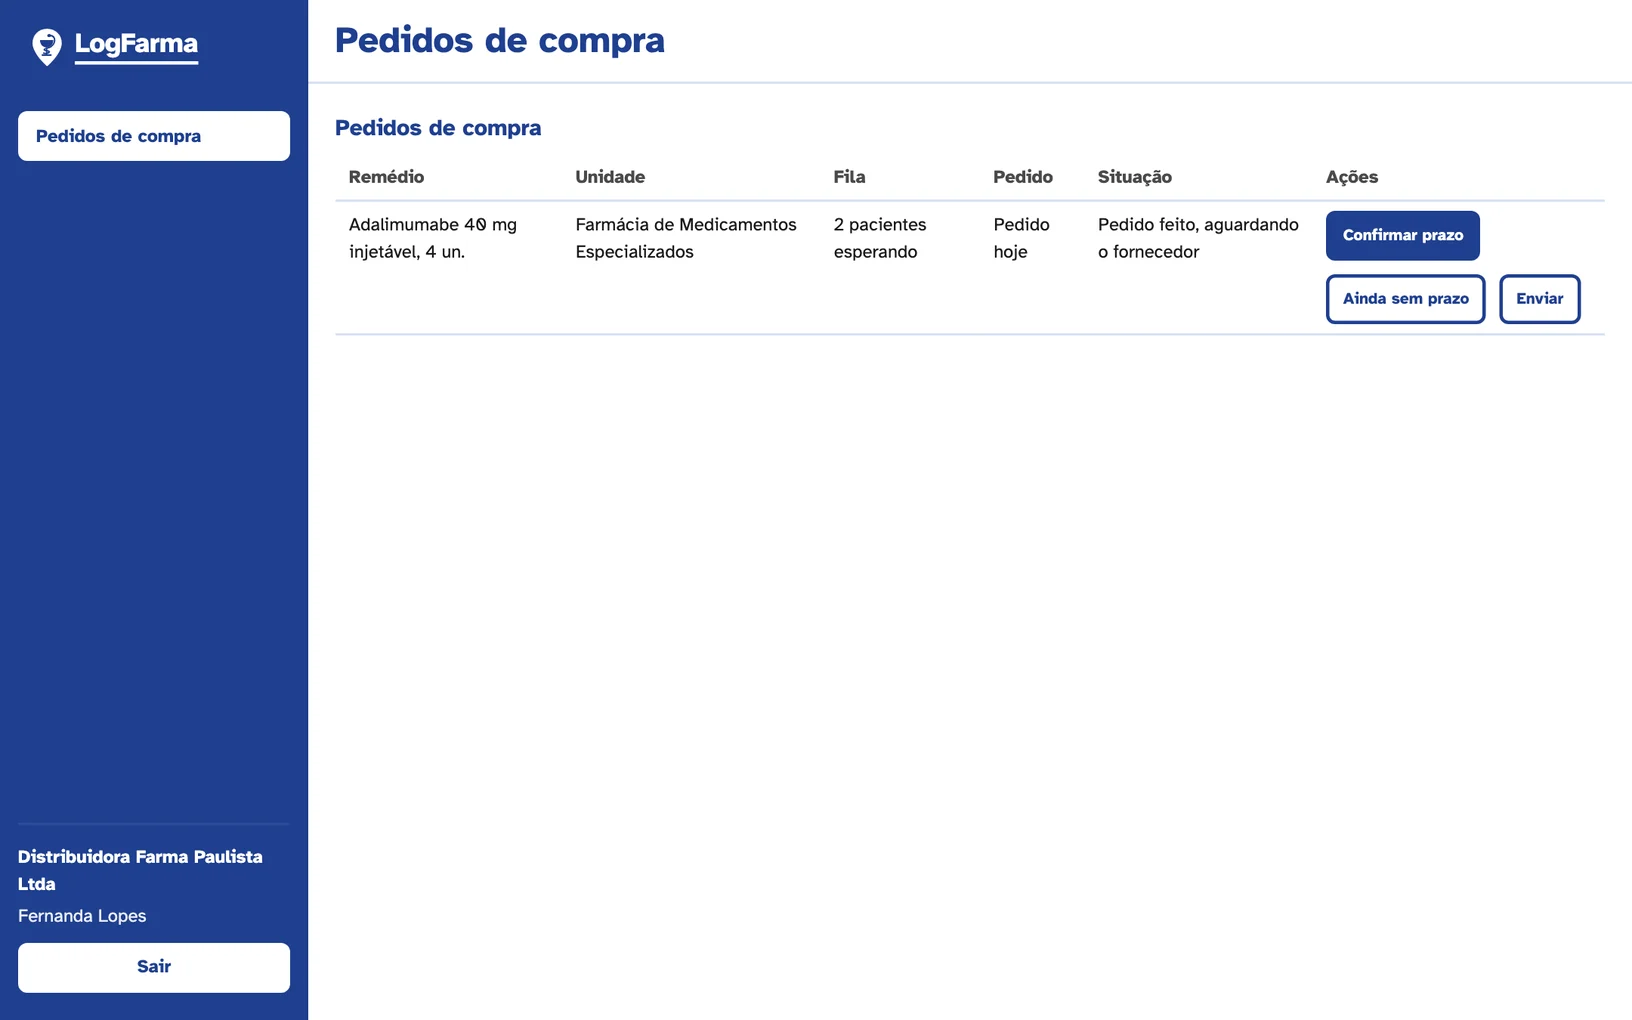 LogFarma
Pedidos de compra
Distribuidora Farma Paulista
Ltda
Fernanda Lopes
Sair
Pedidos de compra
Pedidos de compra
Remédio Unidade Fila Pedido Situação Ações
Adalimumabe 40 mg
injetável, 4 un.
Farmácia de Medicamentos
Especializados
2 pacientes
esperando
Pedido
hoje
Pedido feito, aguardando
o fornecedor
Confirmar prazo
Ainda sem prazo
Enviar